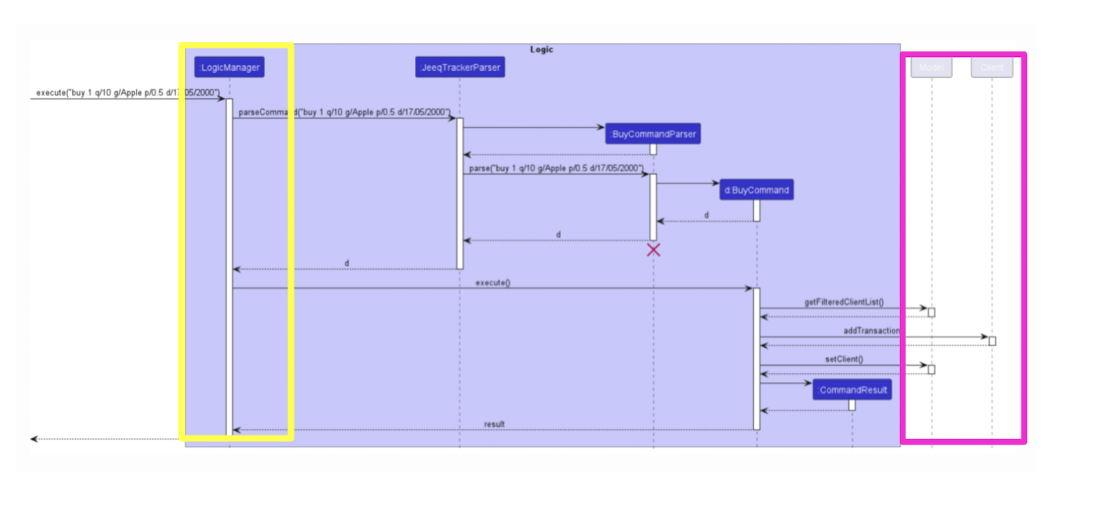 Logic
:LogicManager
:JeeqTrackerParser
:Model
:Client
execute("buy 1 q/10 g/Apple p/0.5 d/17/05/2000")
parseCommand("buy 1 q/10 g/Apple p/0.5 d/17/05/2000")
:BuyCommandParser
parse("buy 1 q/10 g/Apple p/0.5 d/17/05/2000")
d:BuyCommand
d
d
d
execute()
getFilteredClientList()
addTransaction
setClient()
:CommandResult
result